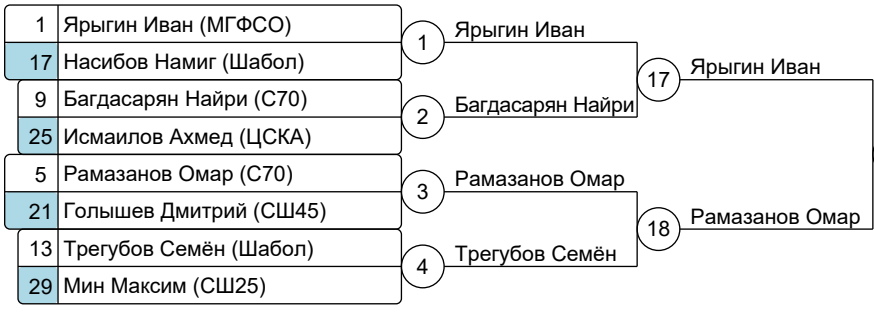 1 Ярыгин Иван (МГФСО)
17 Насибов Намиг (Шабол)
1
Ярыгин Иван
9 Багдасарян Найри (С70)
25 Исмаилов Ахмед (ЦСКА)
2
Багдасарян Найри
17
Ярыгин Иван
5 Рамазанов Омар (С70)
21 Голышев Дмитрий (СШ45)
3
Рамазанов Омар
13 Трегубов Семён (Шабол)
29 Мин Максим (СШ25)
4
Трегубов Семён
18
Рамазанов Омар